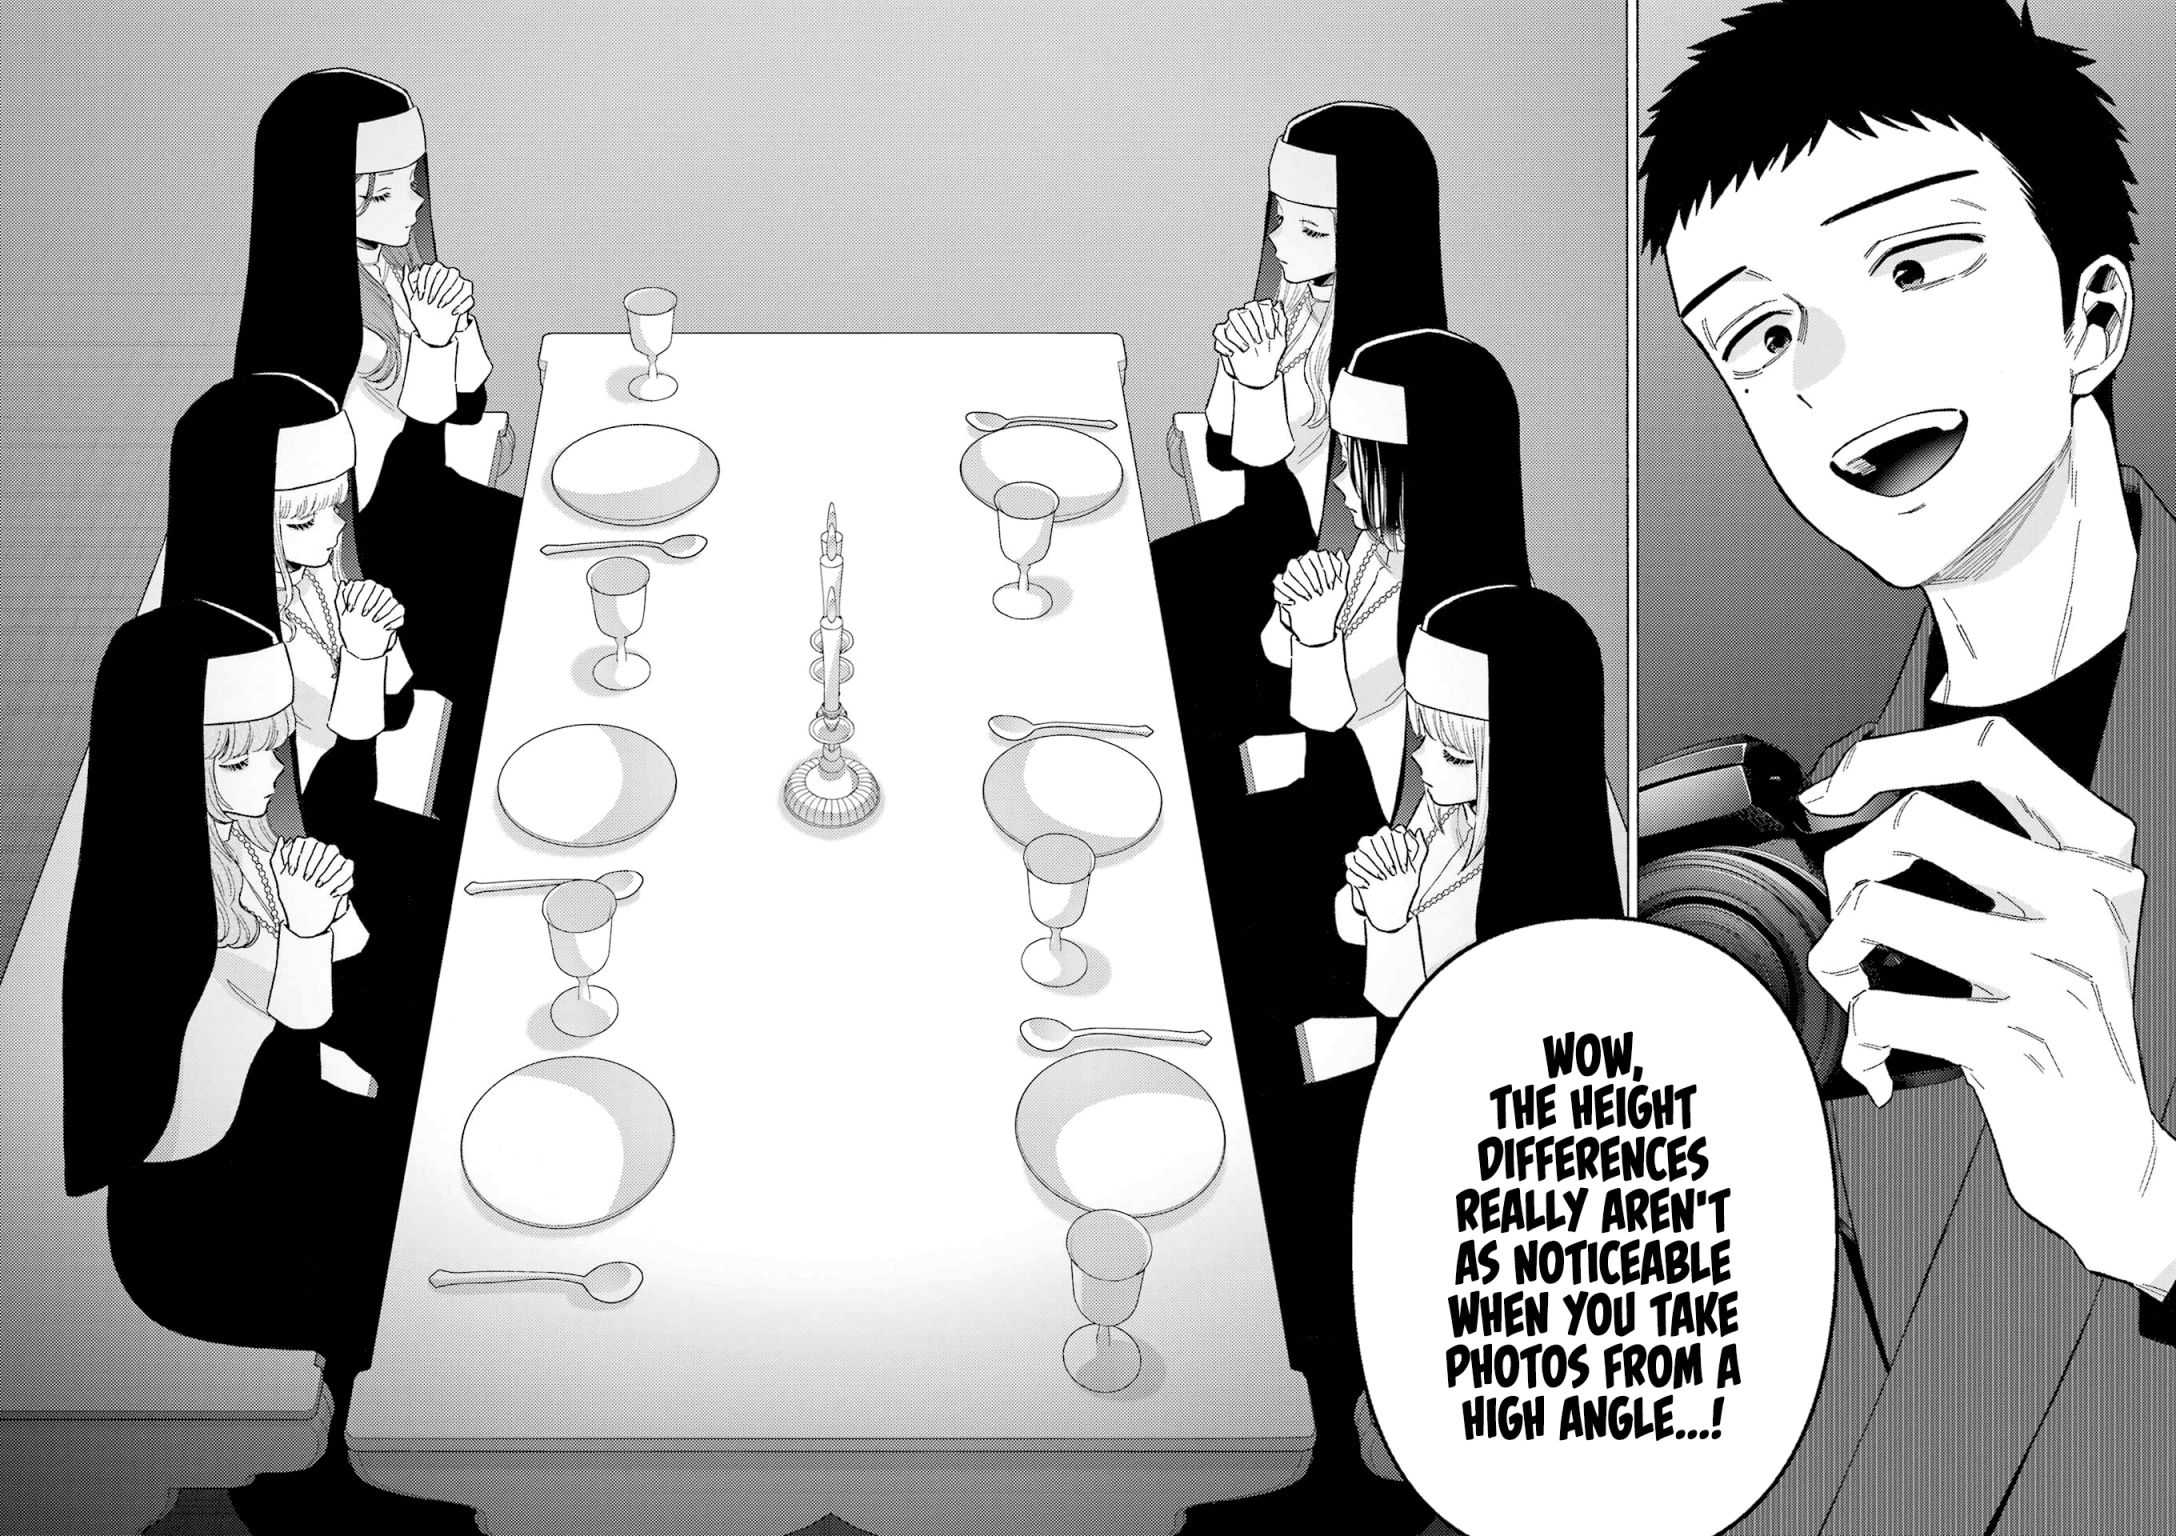 WOW,
THE HEIGHT
DIFFERENCES
REALLY AREN'T
AS NOTICEABLE
WHEN YOU TAKE
PHOTOS FROM A
HIGH ANGLE...!